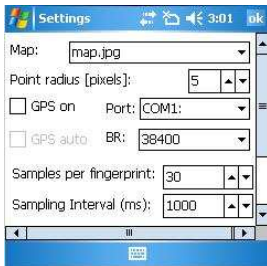 Settings 3:01 ok
Map: map.jpg
Point radius [pixels]: 5
GPS on Port: COM1:
GPS auto BR: 38400
Samples per fingerprint: 30
Sampling Interval (ms): 1000